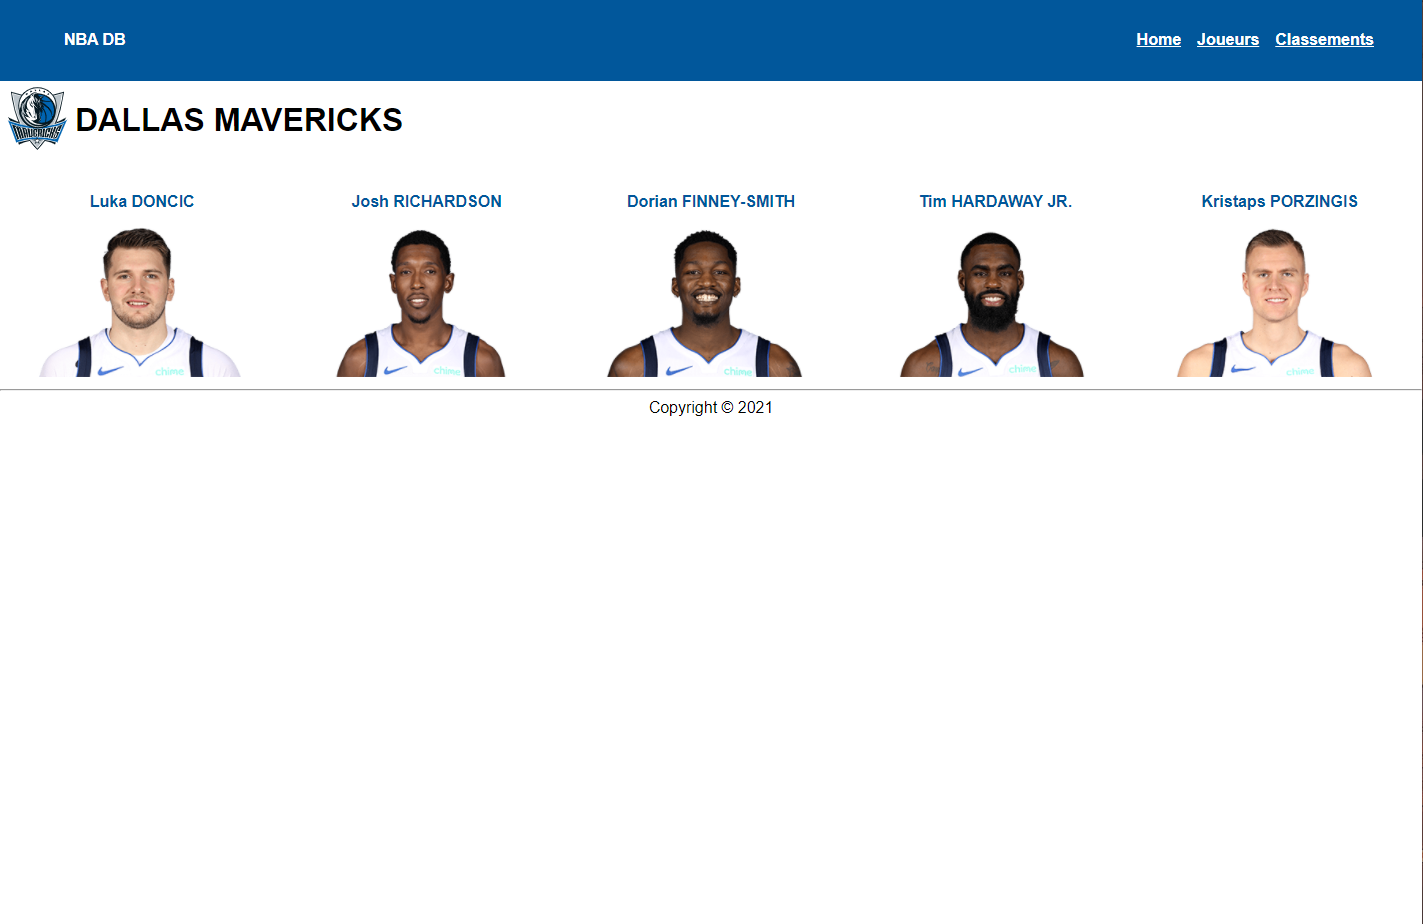 NBA DB
Home Joueurs Classements
MAVERICKS
DALLAS MAVERICKS
Luka DONCIC
Josh RICHARDSON
Dorian FINNEY-SMITH
Tim HARDAWAY JR.
Kristaps PORZINGIS
chime
chime
chime
chime
chime
Copyright © 2021